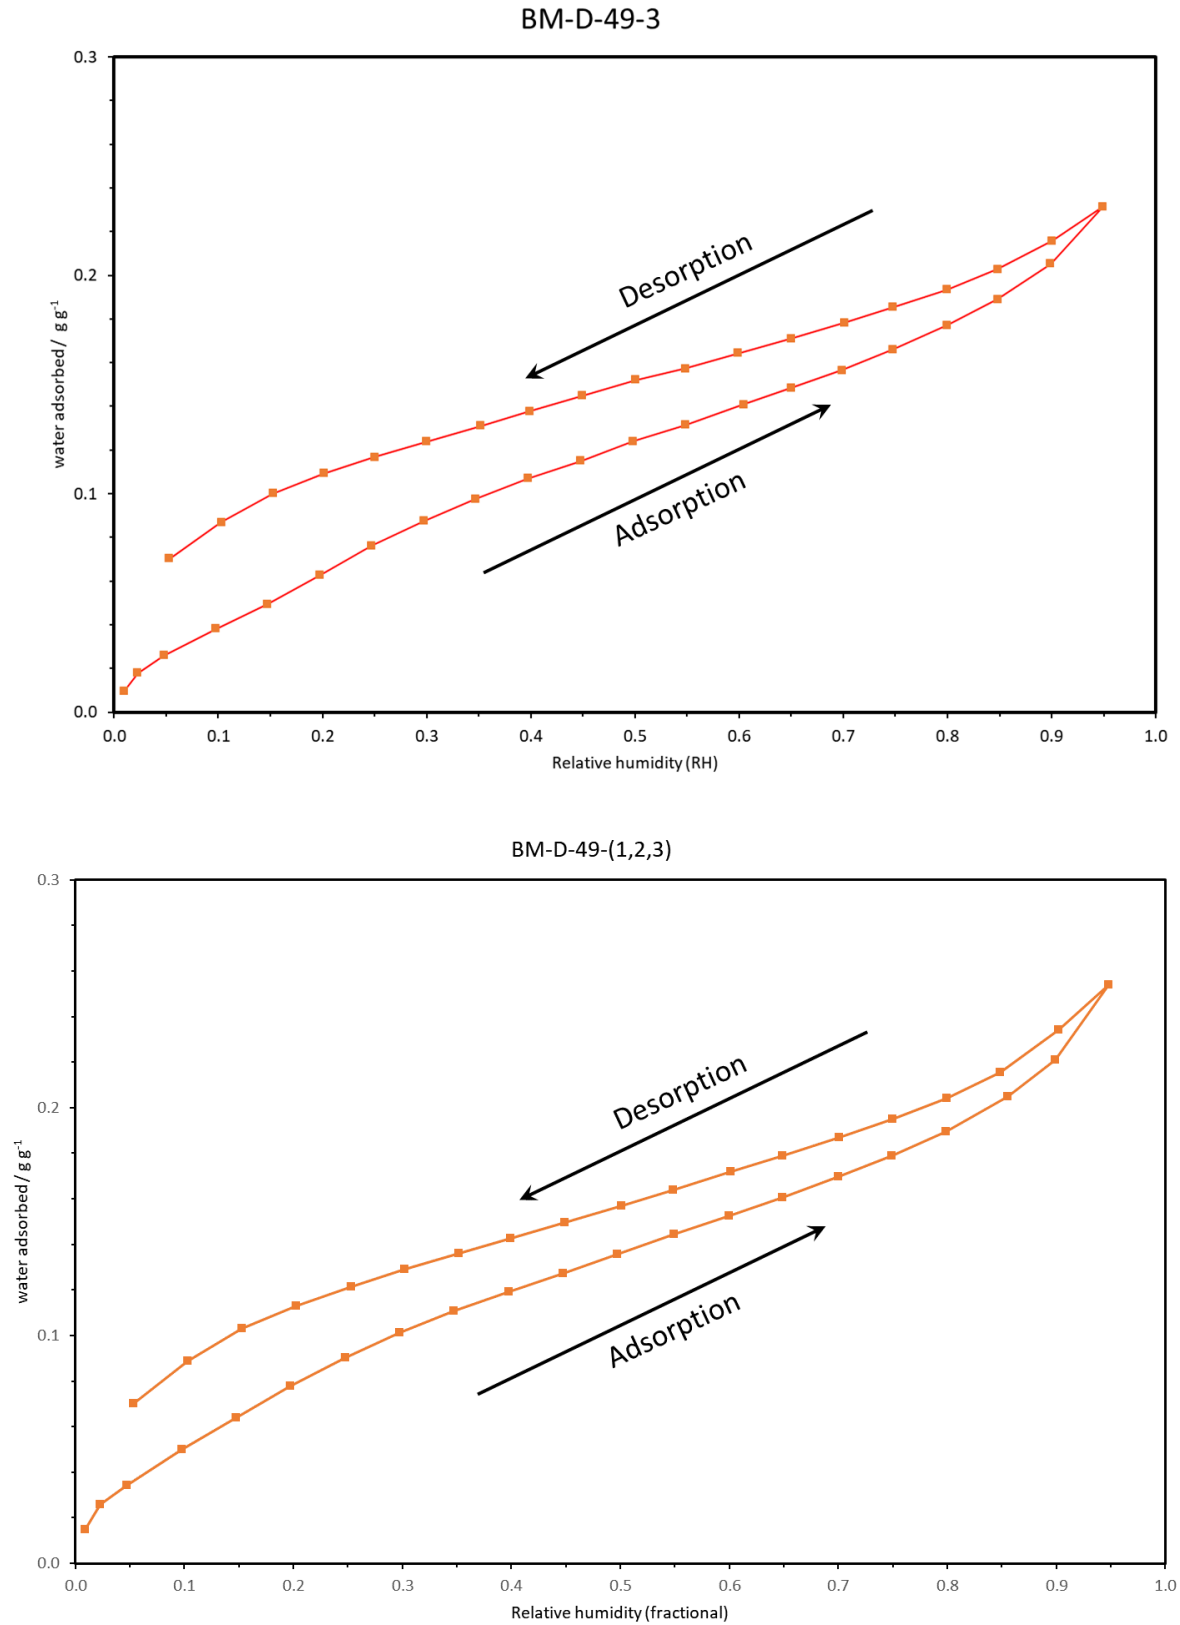 BM-D-49-3
0.3
0.2
0.1
0.0
water adsorbed / g g⁻¹
Desorption
Adsorption
0.0 0.1 0.2 0.3 0.4 0.5 0.6 0.7 0.8 0.9 1.0
Relative humidity (RH)
BM-D-49-(1,2,3)
0.3
0.2
0.1
0.0
water adsorbed / g g⁻¹
Desorption
Adsorption
0.0 0.1 0.2 0.3 0.4 0.5 0.6 0.7 0.8 0.9 1.0
Relative humidity (fractional)